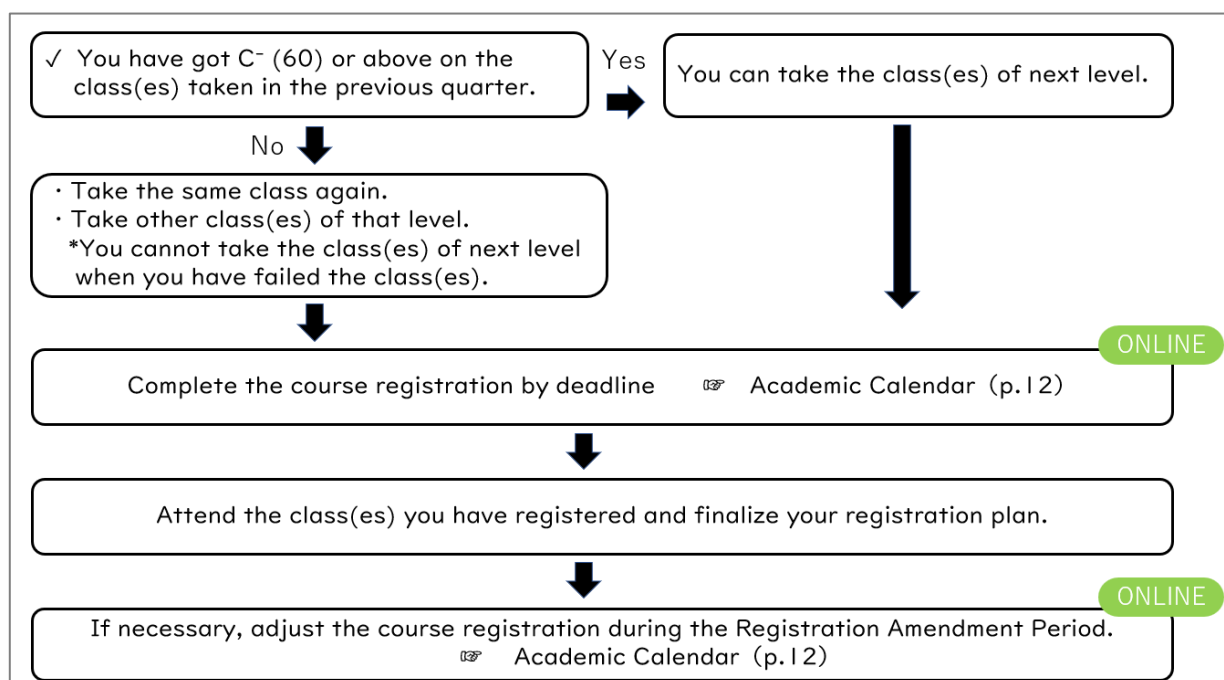 ✓ You have got C⁻ (60) or above on the
class(es) taken in the previous quarter.
Yes
You can take the class(es) of next level.
No
・Take the same class again.
・Take other class(es) of that level.
*You cannot take the class(es) of next level
when you have failed the class(es).
ONLINE
Complete the course registration by deadline ☞ Academic Calendar (p.12)
Attend the class(es) you have registered and finalize your registration plan.
ONLINE
If necessary, adjust the course registration during the Registration Amendment Period.
☞ Academic Calendar (p.12)